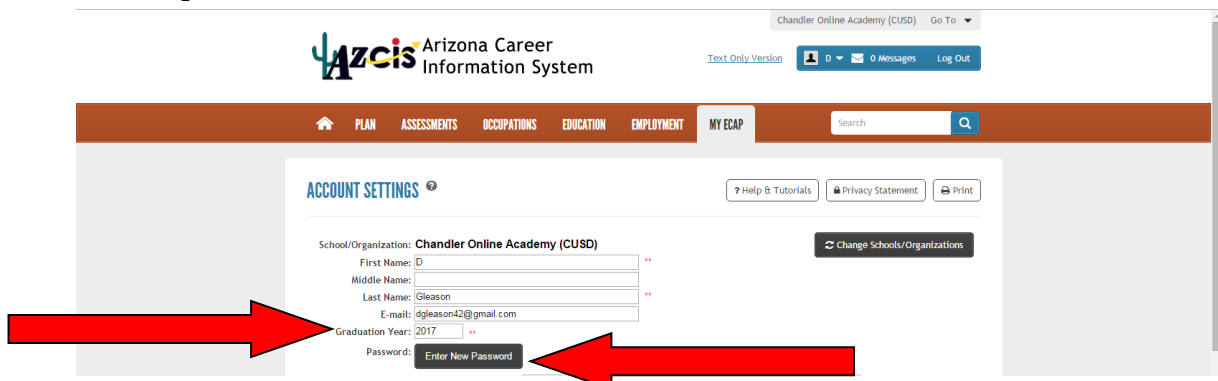 Chandler Online Academy (CUSD) Go To
AZCIS Arizona Career
Information System
Text Only Version D 0 Messages Log Out
PLAN ASSESSMENTS OCCUPATIONS EDUCATION EMPLOYMENT MY ECAP Search
ACCOUNT SETTINGS ? ? Help & Tutorials Privacy Statement Print
School/Organization: Chandler Online Academy (CUSD) Change Schools/Organizations
First Name: D **
Middle Name:
Last Name: Gleason **
E-mail: dgleason42@gmail.com
Graduation Year: 2017 **
Password: Enter New Password